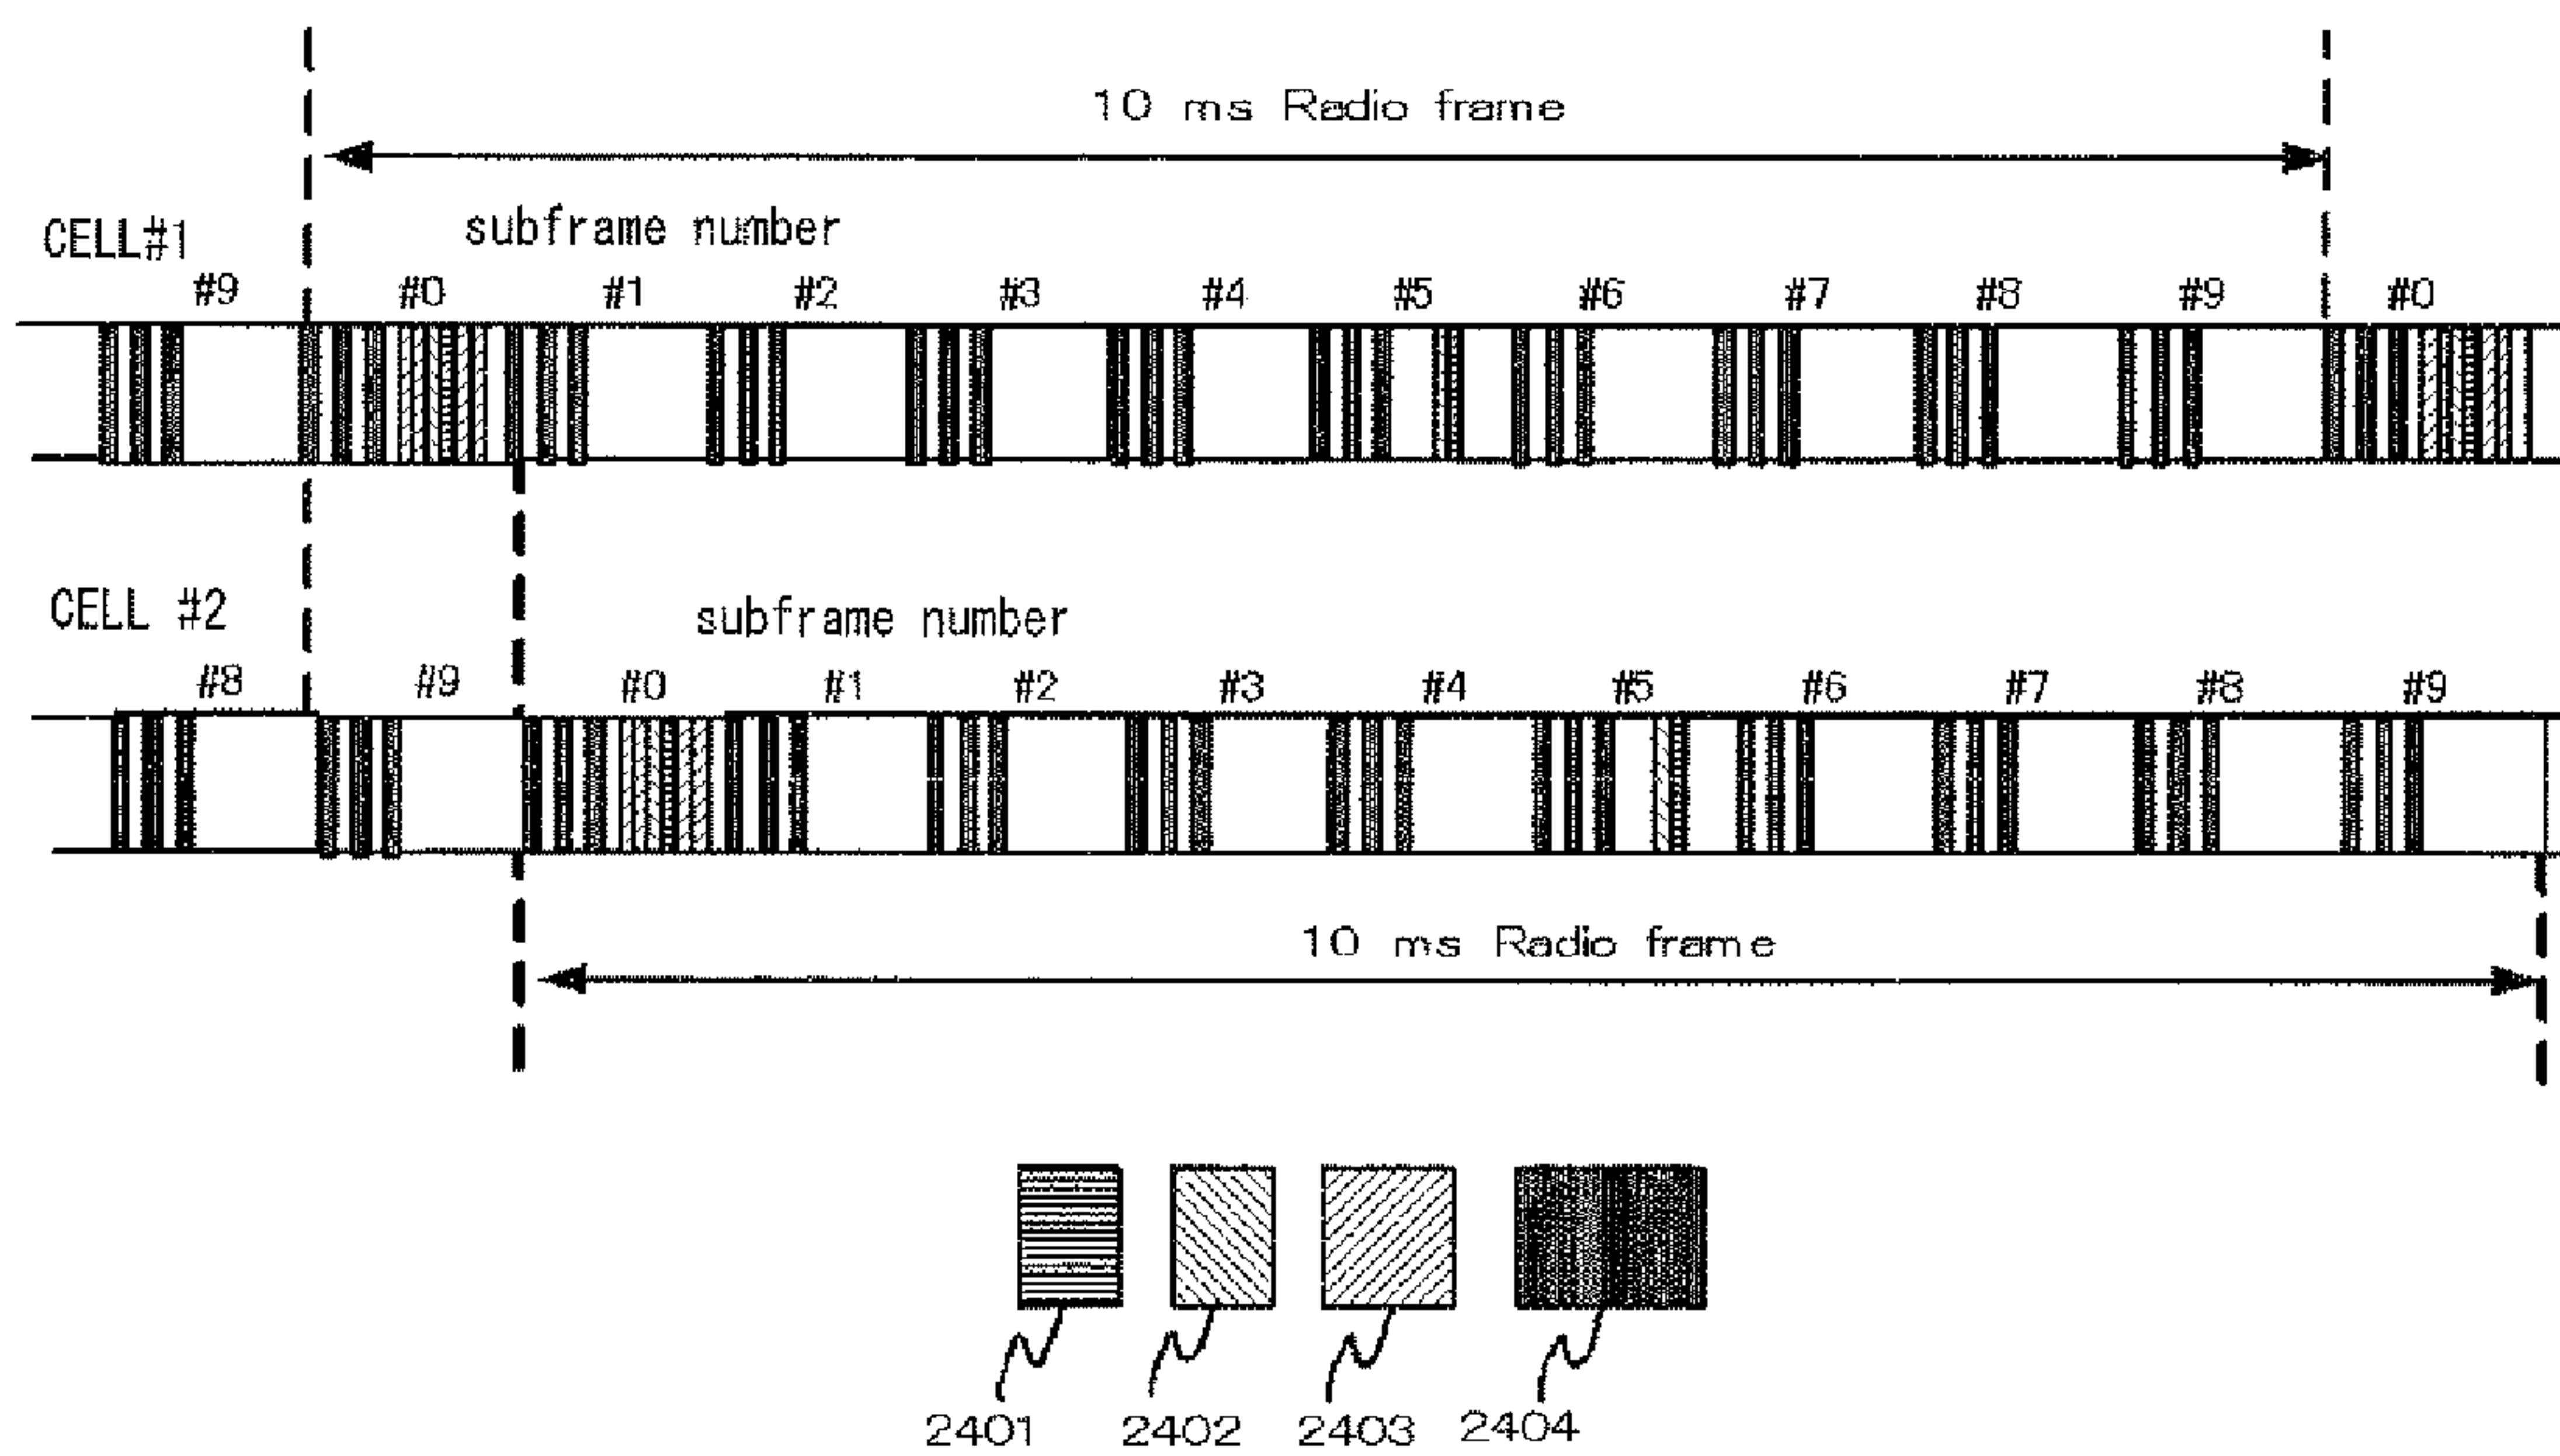 10 ms Radio frame
CELL#1
subframe number
#9 #0 #1 #2 #3 #4 #5 #6 #7 #8 #9 #0
CELL #2
subframe number
#8 #9 #0 #1 #2 #3 #4 #5 #6 #7 #8 #9
10 ms Radio frame
2401 2402 2403 2404